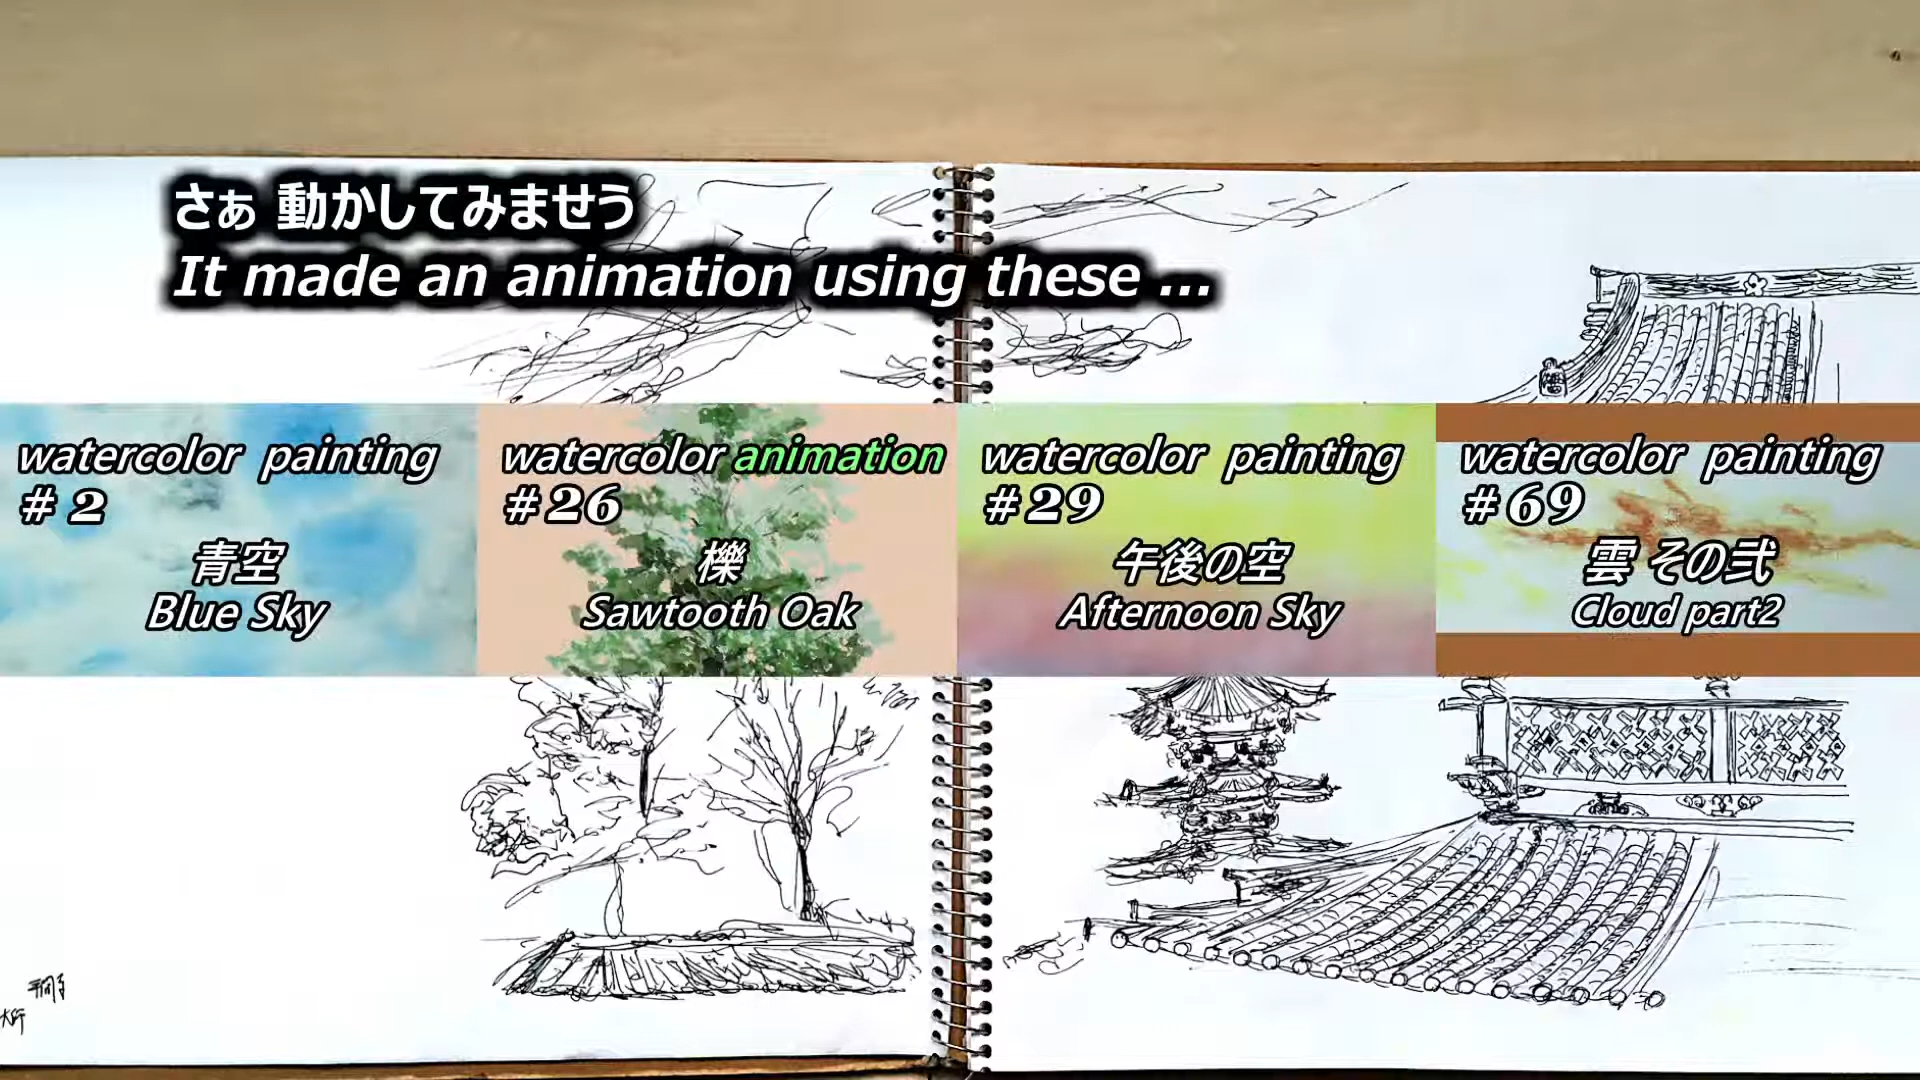 さぁ 動かしてみませう
It made an animation using these ...
watercolor painting
# 2
青空
Blue Sky
watercolor animation
#26
櫟
Sawtooth Oak
watercolor painting
#29
午後の空
Afternoon Sky
watercolor painting
#69
雲 その弐
Cloud part2